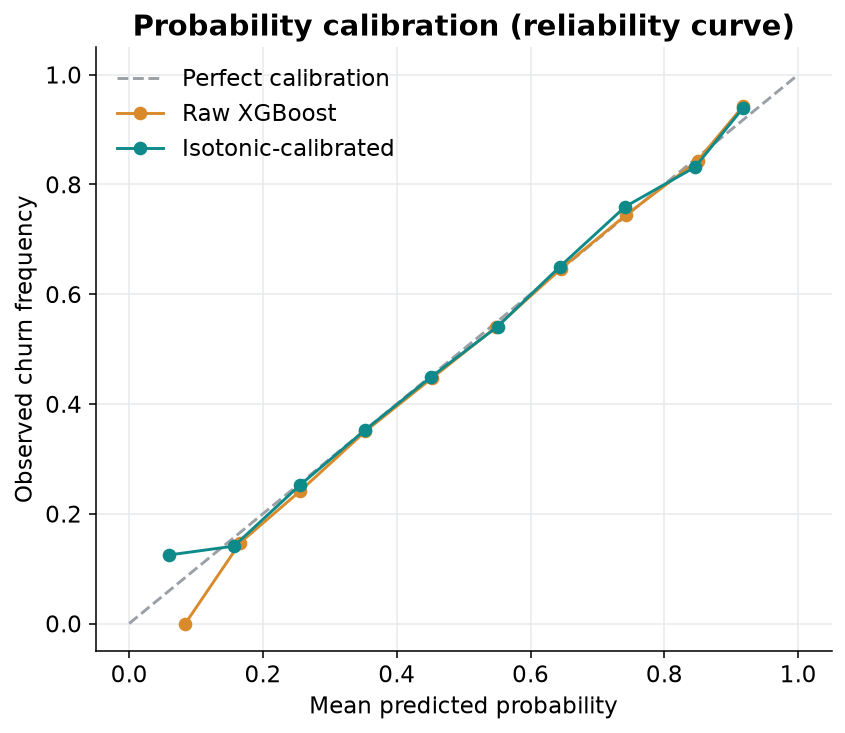 Probability calibration (reliability curve)
Perfect calibration
Raw XGBoost
Isotonic-calibrated
Observed churn frequency
1.0
0.8
0.6
0.4
0.2
0.0
0.0 0.2 0.4 0.6 0.8 1.0
Mean predicted probability